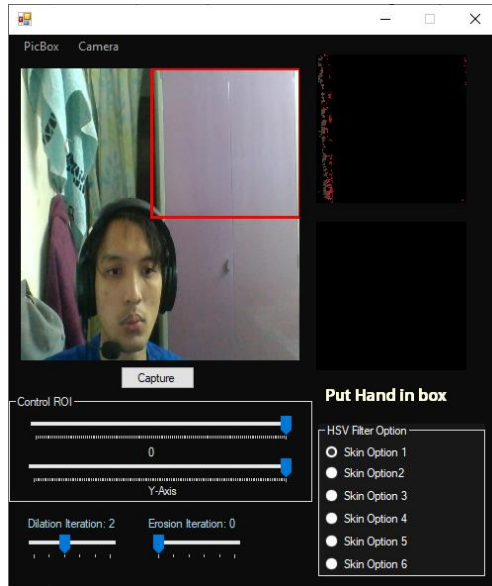 PicBox Camera
Capture
Put Hand in box
Control ROI
0
Y-Axis
HSV Filter Option
Skin Option 1
Skin Option2
Skin Option 3
Skin Option 4
Skin Option 5
Skin Option 6
Dilation Iteration: 2 Erosion Iteration: 0